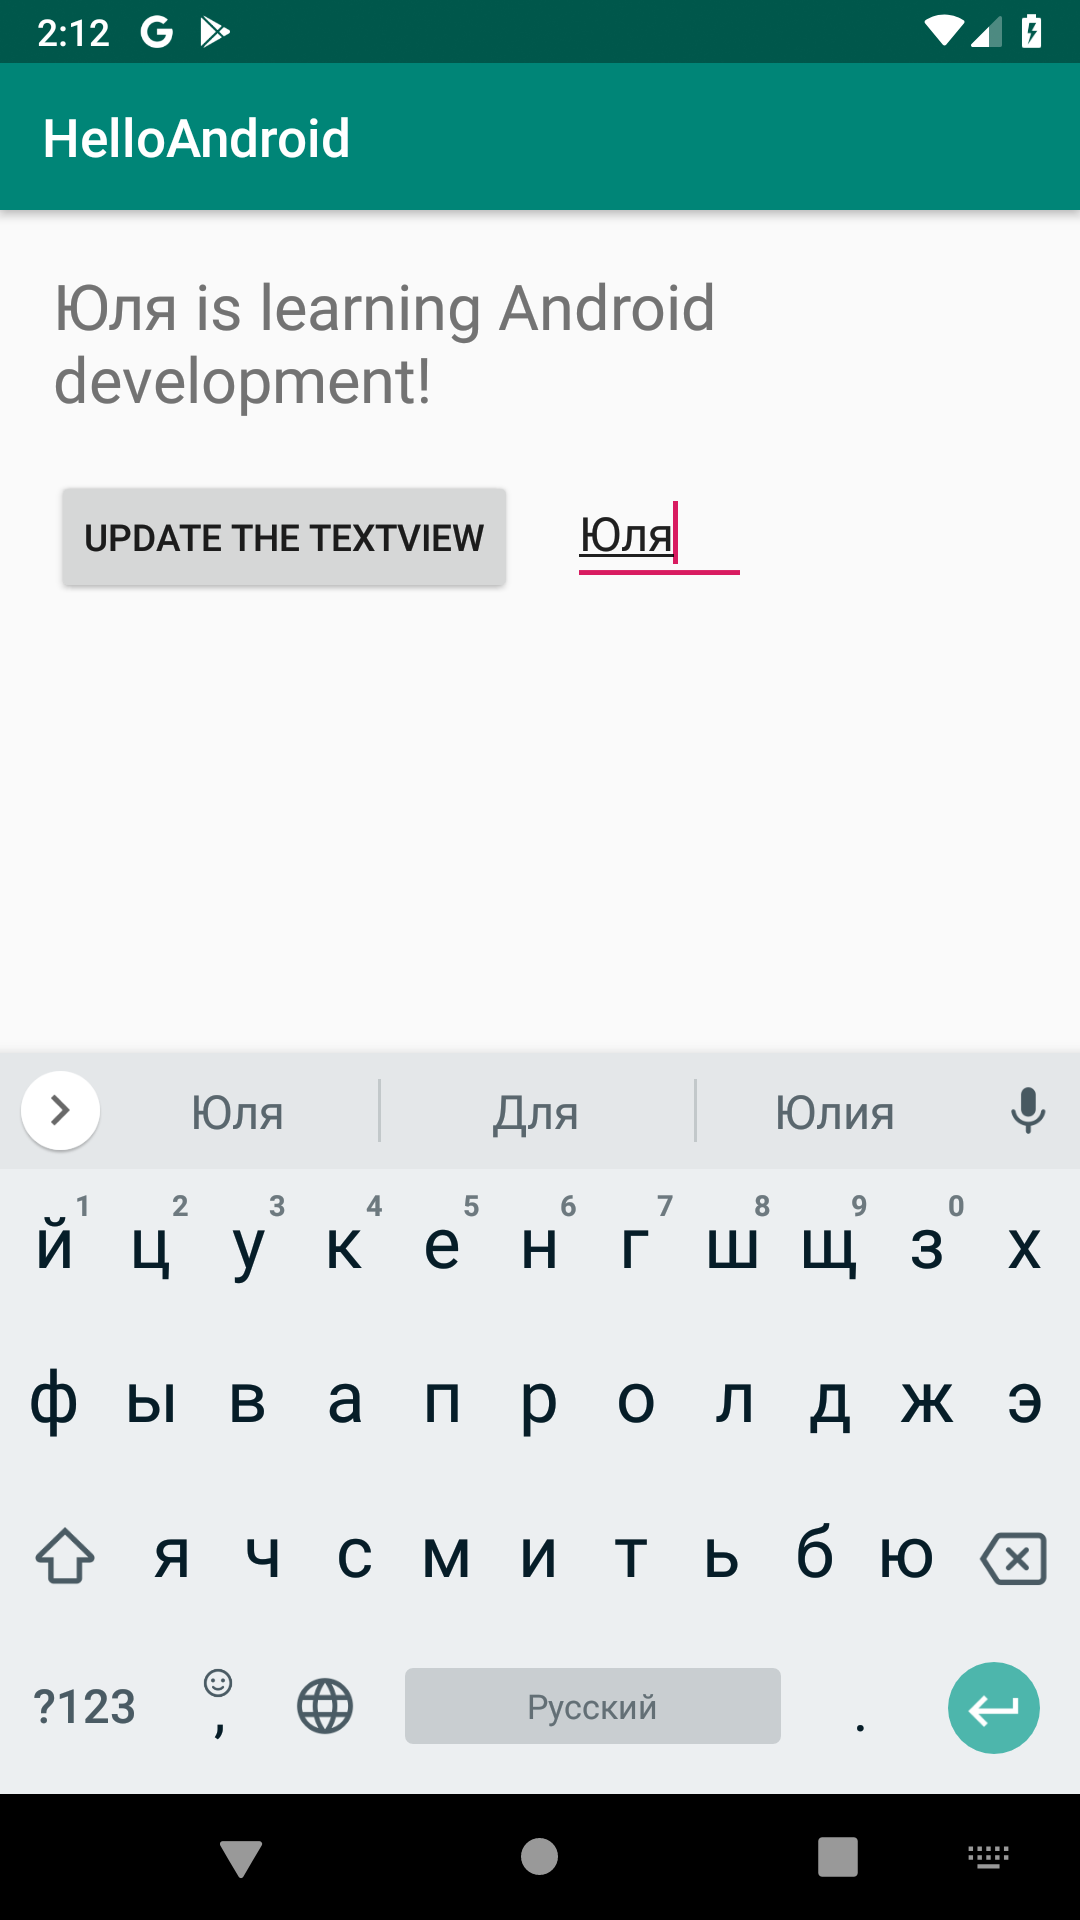 2:12
HelloAndroid
Юля is learning Android
development!
UPDATE THE TEXTVIEW
Юля
Юля Для Юлия
1 2 3 4 5 6 7 8 9 0
й ц у к е н г ш щ з х
ф ы в а п р о л д ж э
я ч с м и т ь б ю
?123 , Русский .